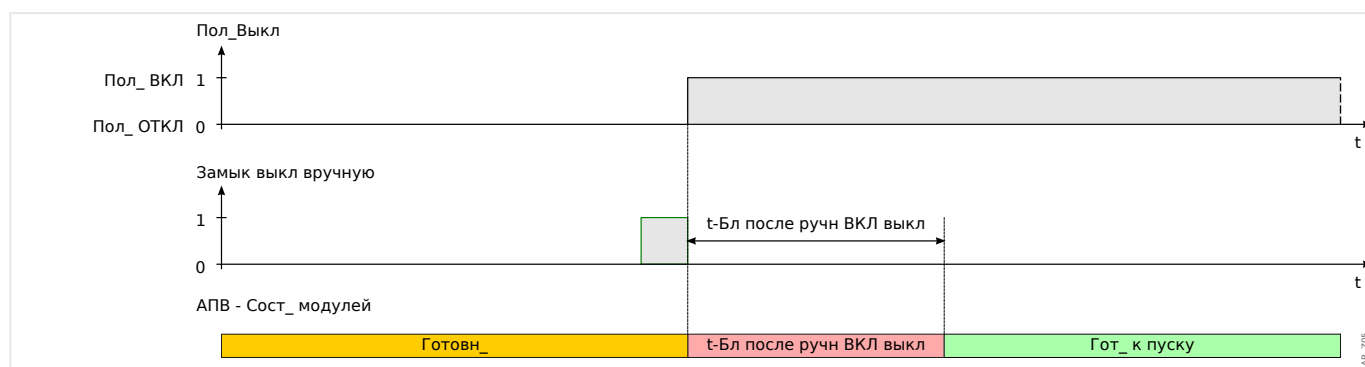 Пол_Выкл
Пол_ ВКЛ 1
Пол_ ОТКЛ 0
t
Замык выкл вручную
1
t-Бл после ручн ВКЛ выкл
0
t
АПВ - Сост_ модулей
Готовн_ t-Бл после ручн ВКЛ выкл Гот_ к пуску
AR_Z05